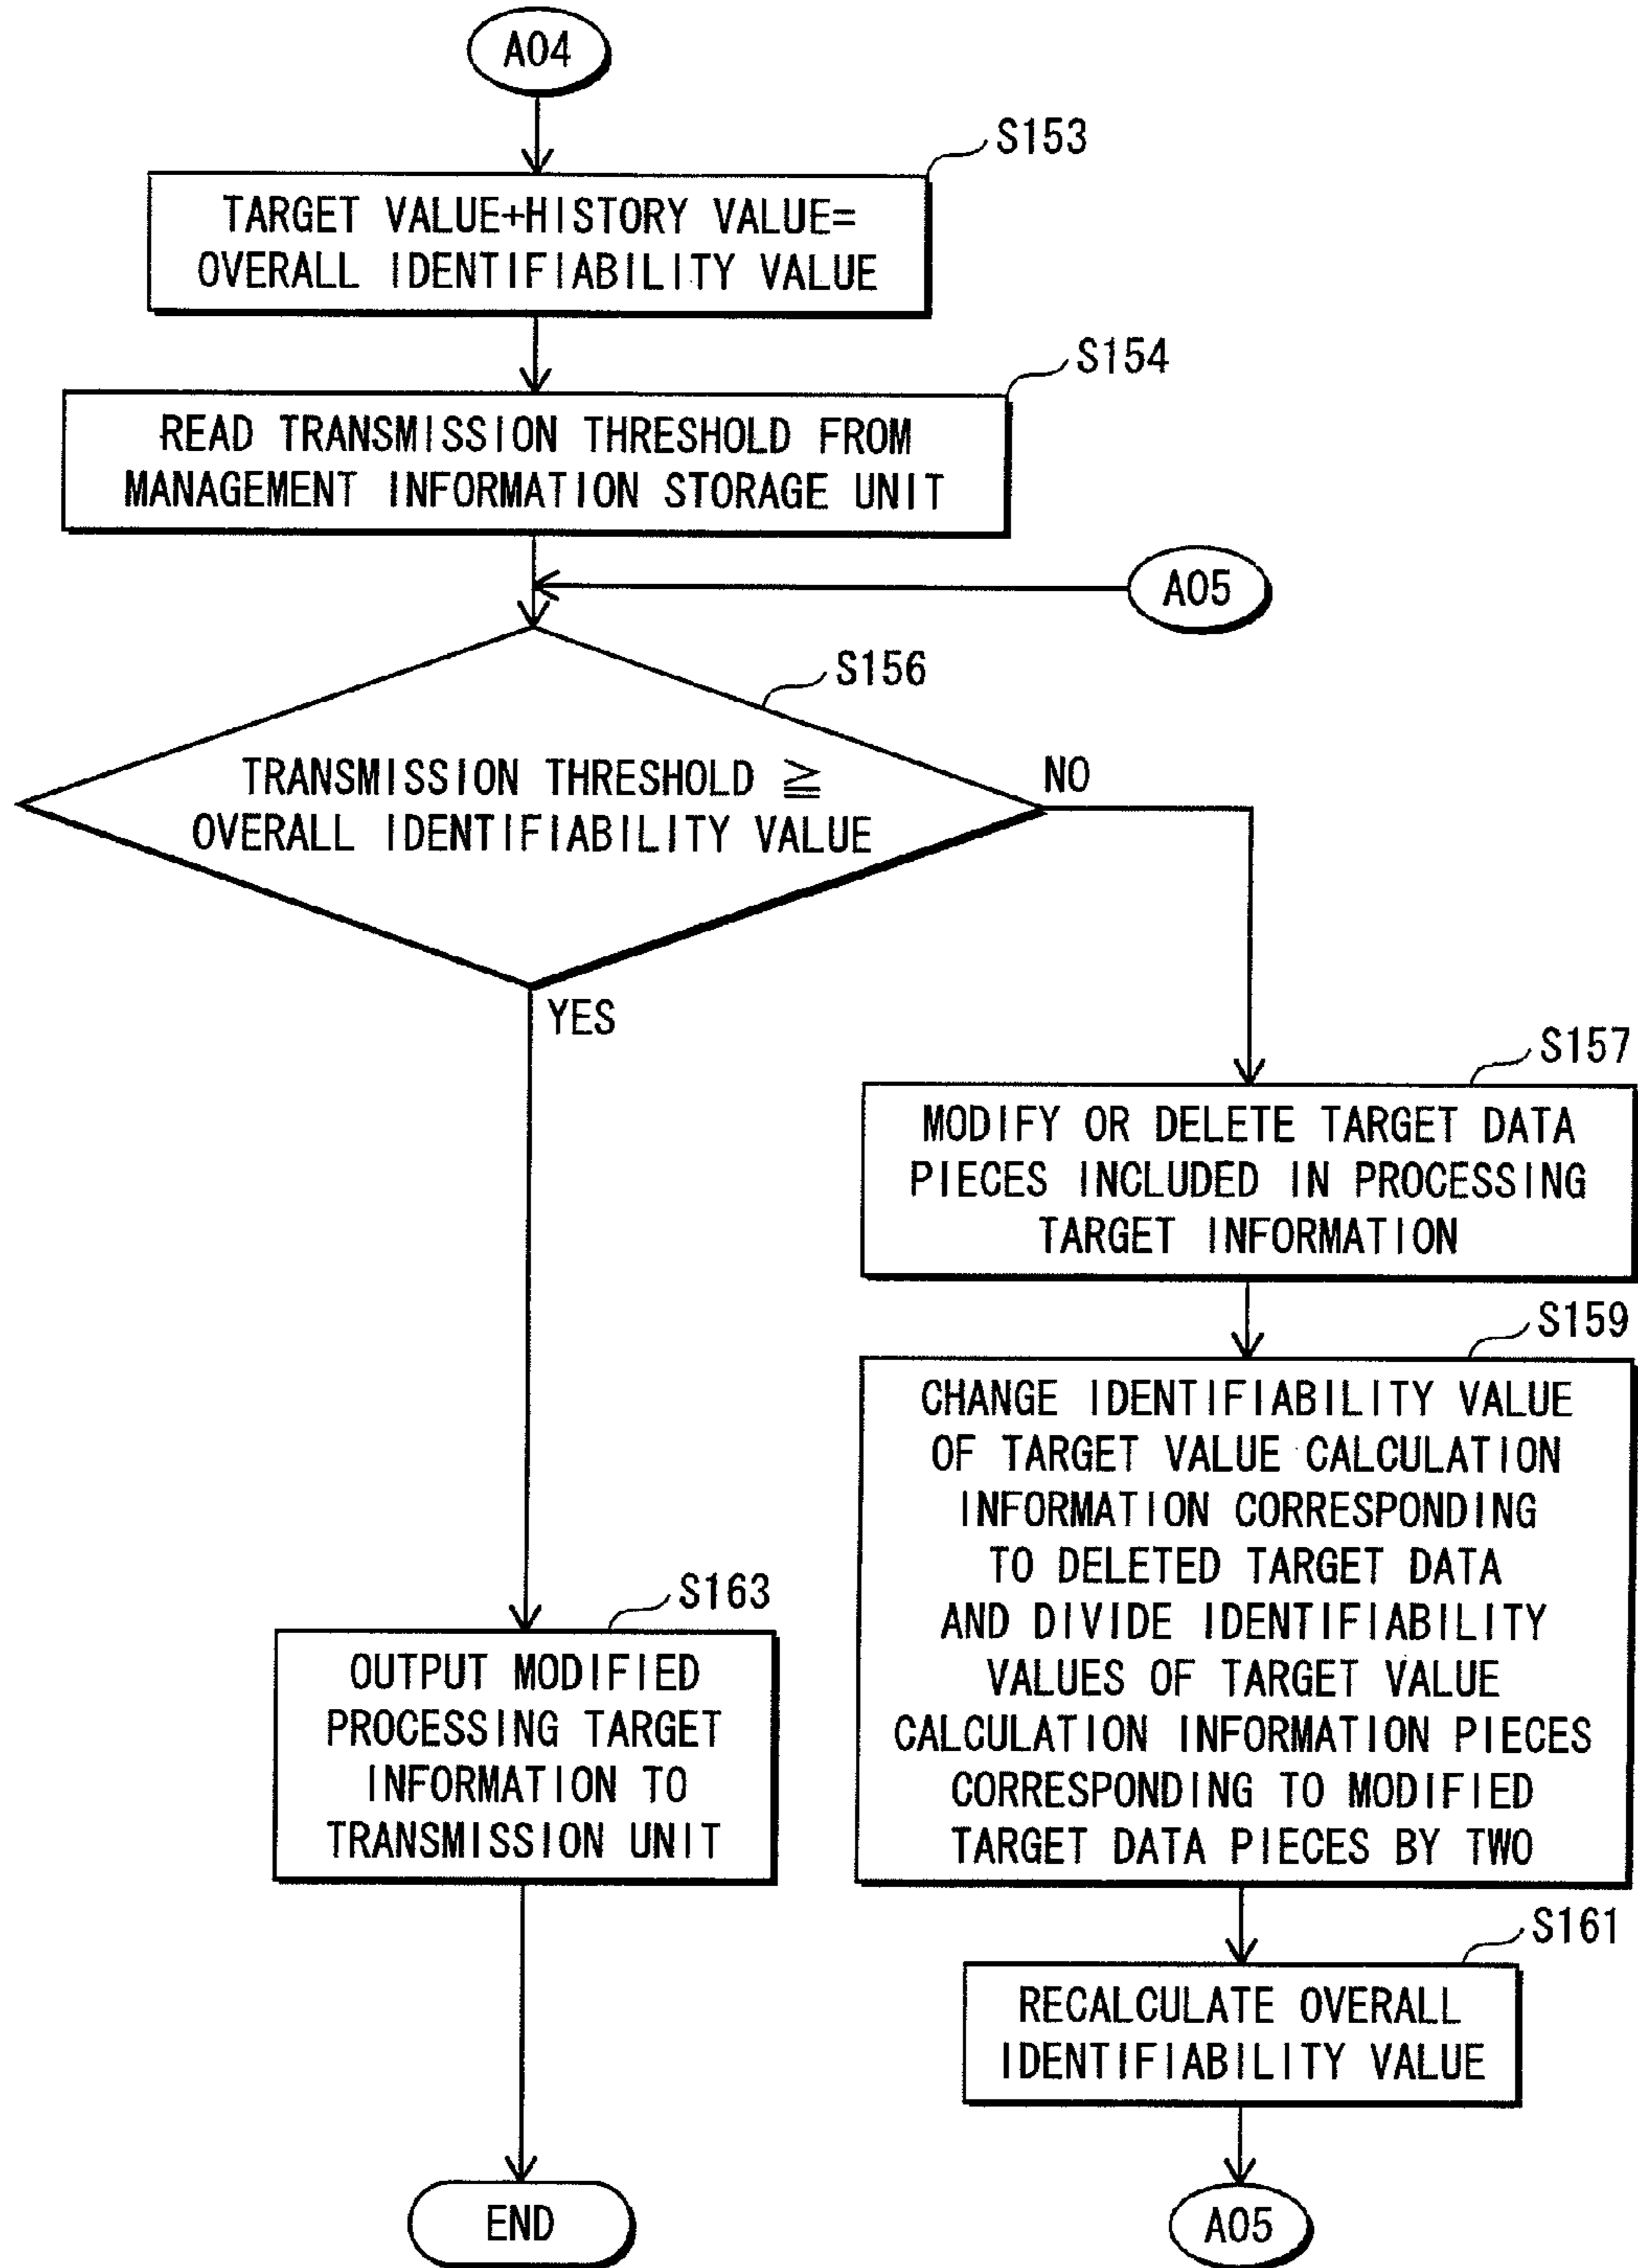 A04
S153
TARGET VALUE+HISTORY VALUE=
OVERALL IDENTIFIABILITY VALUE
S154
READ TRANSMISSION THRESHOLD FROM
MANAGEMENT INFORMATION STORAGE UNIT
A05
S156
TRANSMISSION THRESHOLD ≧
OVERALL IDENTIFIABILITY VALUE
NO
YES
S157
MODIFY OR DELETE TARGET DATA
PIECES INCLUDED IN PROCESSING
TARGET INFORMATION
S159
CHANGE IDENTIFIABILITY VALUE
OF TARGET VALUE CALCULATION
INFORMATION CORRESPONDING
TO DELETED TARGET DATA
AND DIVIDE IDENTIFIABILITY
VALUES OF TARGET VALUE
CALCULATION INFORMATION PIECES
CORRESPONDING TO MODIFIED
TARGET DATA PIECES BY TWO
S163
OUTPUT MODIFIED
PROCESSING TARGET
INFORMATION TO
TRANSMISSION UNIT
S161
RECALCULATE OVERALL
IDENTIFIABILITY VALUE
END
A05